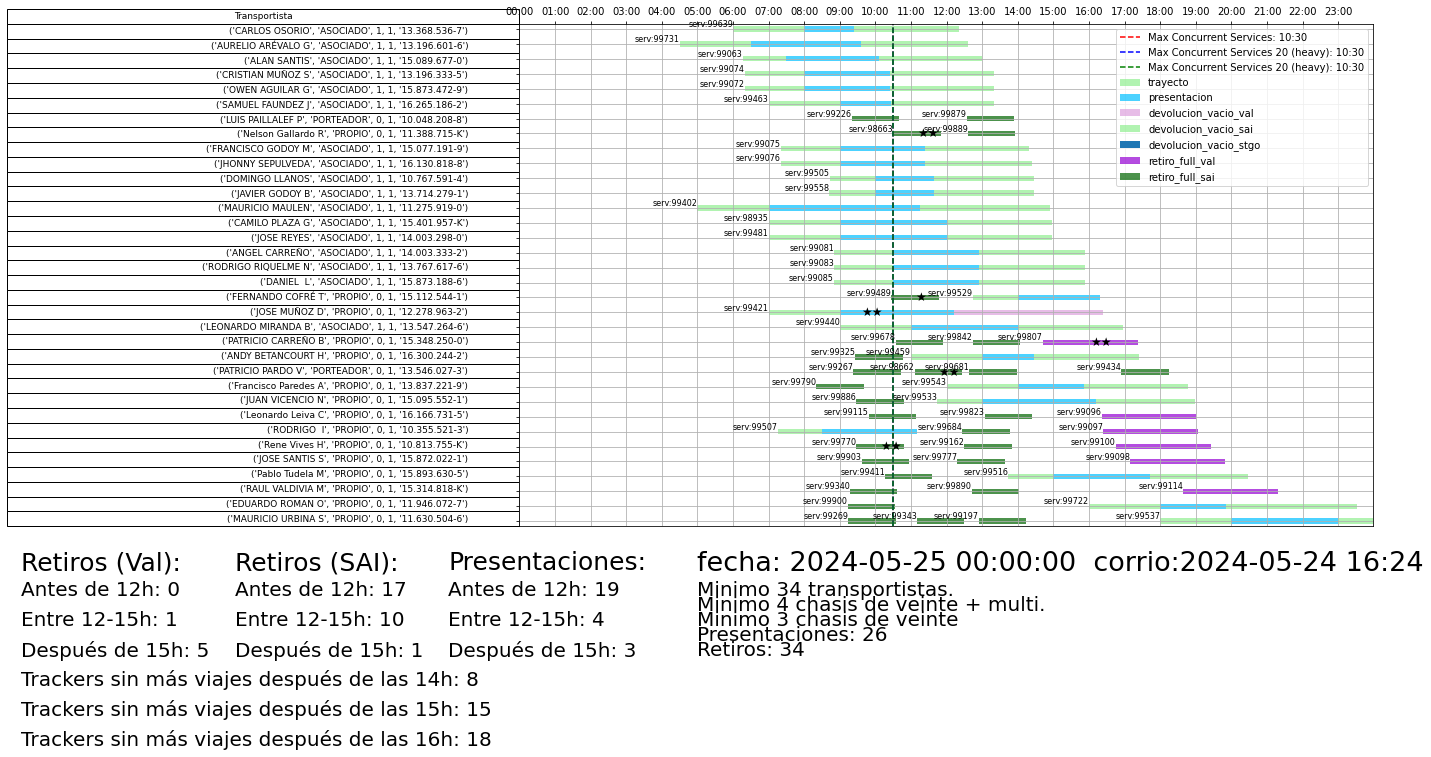 00:00 01:00 02:00 03:00 04:00 05:00 06:00 07:00 08:00 09:00 10:00 11:00 12:00 13:00 14:00 15:00 16:00 17:00 18:00 19:00 20:00 21:00 22:00 23:00
Transportista
('CARLOS OSORIO', 'ASOCIADO', 1, 1, '13.368.536-7') serv:99639
('AURELIO ARÉVALO G', 'ASOCIADO', 1, 1, '13.196.601-6') serv:99731
('ALAN SANTIS', 'ASOCIADO', 1, 1, '15.089.677-0') serv:99063
('CRISTIAN MUÑOZ S', 'ASOCIADO', 1, 1, '13.196.333-5') serv:99074
('OWEN AGUILAR G', 'ASOCIADO', 1, 1, '15.873.472-9') serv:99072
('SAMUEL FAUNDEZ J', 'ASOCIADO', 1, 1, '16.265.186-2') serv:99463
('LUIS PAILLALEF P', 'PORTEADOR', 0, 1, '10.048.208-8') serv:99226 serv:99879
('Nelson Gallardo R', 'PROPIO', 0, 1, '11.388.715-K') serv:98663 serv:99889
('FRANCISCO GODOY M', 'ASOCIADO', 1, 1, '15.077.191-9') serv:99075
('JHONNY SEPULVEDA', 'ASOCIADO', 1, 1, '16.130.818-8') serv:99076
('DOMINGO LLANOS', 'ASOCIADO', 1, 1, '10.767.591-4') serv:99505
('JAVIER GODOY B', 'ASOCIADO', 1, 1, '13.714.279-1') serv:99558
('MAURICIO MAULEN', 'ASOCIADO', 1, 1, '11.275.919-0') serv:99402
('CAMILO PLAZA G', 'ASOCIADO', 1, 1, '15.401.957-K') serv:98935
('JOSE REYES', 'ASOCIADO', 1, 1, '14.003.298-0') serv:99481
('ANGEL CARREÑO', 'ASOCIADO', 1, 1, '14.003.333-2') serv:99081
('RODRIGO RIQUELME N', 'ASOCIADO', 1, 1, '13.767.617-6') serv:99083
('DANIEL  L', 'ASOCIADO', 1, 1, '15.873.188-6') serv:99085
('FERNANDO COFRÉ T', 'PROPIO', 0, 1, '15.112.544-1') serv:99489 serv:99529
('JOSE MUÑOZ D', 'PROPIO', 0, 1, '12.278.963-2') serv:99421
('LEONARDO MIRANDA B', 'ASOCIADO', 1, 1, '13.547.264-6') serv:99440
('PATRICIO CARREÑO B', 'PROPIO', 0, 1, '15.348.250-0') serv:99678 serv:99842 serv:99807
('ANDY BETANCOURT H', 'PROPIO', 0, 1, '16.300.244-2') serv:99325 serv:99459
('PATRICIO PARDO V', 'PORTEADOR', 0, 1, '13.546.027-3') serv:99267 serv:98662 serv:99681 serv:99434
('Francisco Paredes A', 'PROPIO', 0, 1, '13.837.221-9') serv:99790 serv:99543
('JUAN VICENCIO N', 'PROPIO', 0, 1, '15.095.552-1') serv:99886 serv:99533
('Leonardo Leiva C', 'PROPIO', 0, 1, '16.166.731-5') serv:99115 serv:99823 serv:99096
('RODRIGO  I', 'PROPIO', 0, 1, '10.355.521-3') serv:99507 serv:99684 serv:99097
('Rene Vives H', 'PROPIO', 0, 1, '10.813.755-K') serv:99770 serv:99162 serv:99100
('JOSE SANTIS S', 'PROPIO', 0, 1, '15.872.022-1') serv:99903 serv:99777 serv:99098
('Pablo Tudela M', 'PROPIO', 0, 1, '15.893.630-5') serv:99411 serv:99516
('RAUL VALDIVIA M', 'PROPIO', 0, 1, '15.314.818-K') serv:99340 serv:99890 serv:99114
('EDUARDO ROMAN O', 'PROPIO', 0, 1, '11.946.072-7') serv:99900 serv:99722
('MAURICIO URBINA S', 'PROPIO', 0, 1, '11.630.504-6') serv:99269 serv:99343 serv:99197 serv:99537
Max Concurrent Services: 10:30
Max Concurrent Services 20 (heavy): 10:30
Max Concurrent Services 20 (heavy): 10:30
trayecto
presentacion
devolucion_vacio_val
devolucion_vacio_sai
devolucion_vacio_stgo
retiro_full_val
retiro_full_sai
Retiros (Val):
Antes de 12h: 0
Entre 12-15h: 1
Después de 15h: 5
Retiros (SAI):
Antes de 12h: 17
Entre 12-15h: 10
Después de 15h: 1
Presentaciones:
Antes de 12h: 19
Entre 12-15h: 4
Después de 15h: 3
Trackers sin más viajes después de las 14h: 8
Trackers sin más viajes después de las 15h: 15
Trackers sin más viajes después de las 16h: 18
fecha: 2024-05-25 00:00:00  corrio:2024-05-24 16:24
Minimo 34 transportistas.
Minimo 4 chasis de veinte + multi.
Minimo 3 chasis de veinte
Presentaciones: 26
Retiros: 34